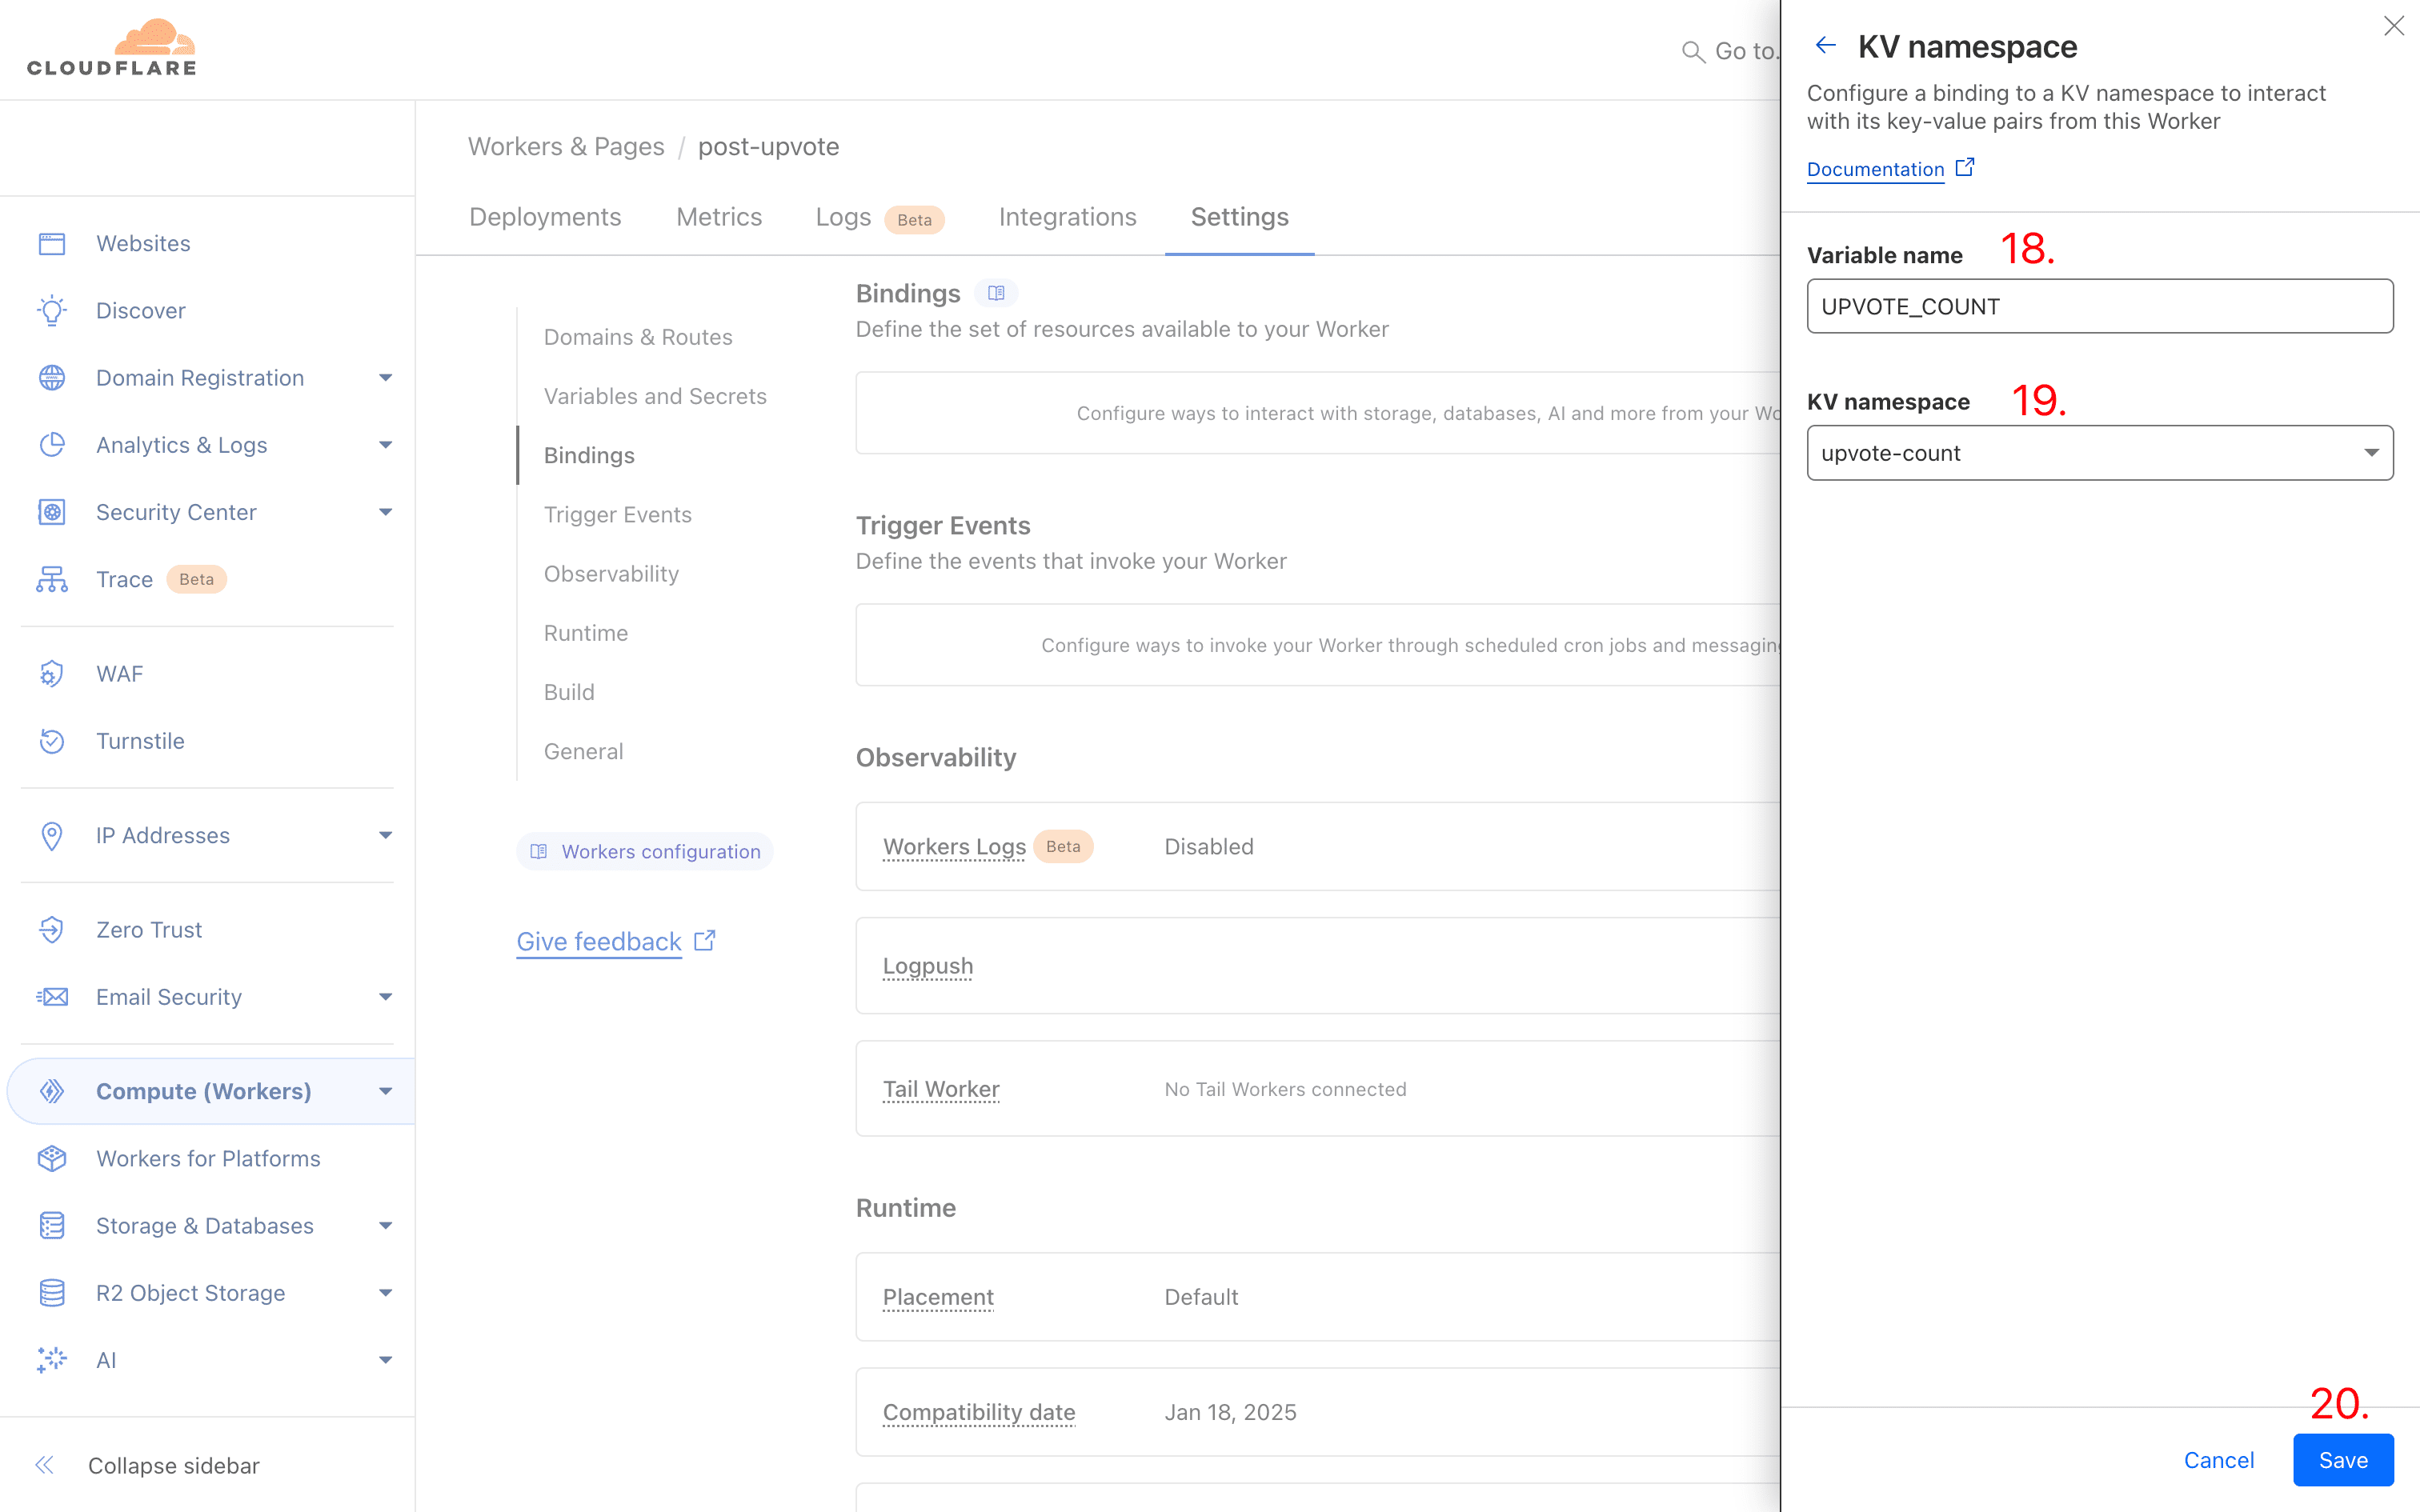 CLOUDFLARE
Go to.
Websites
Discover
Domain Registration
Analytics & Logs
Security Center
Trace Beta
WAF
Turnstile
IP Addresses
Zero Trust
Email Security
Compute (Workers)
Workers for Platforms
Storage & Databases
R2 Object Storage
AI
Collapse sidebar
Workers & Pages / post-upvote
Deployments Metrics Logs Beta Integrations Settings
Domains & Routes
Variables and Secrets
Bindings
Trigger Events
Observability
Runtime
Build
General
Workers configuration
Give feedback
Bindings
Define the set of resources available to your Worker
Configure ways to interact with storage, databases, AI and more from your Wo
Trigger Events
Define the events that invoke your Worker
Configure ways to invoke your Worker through scheduled cron jobs and messaging
Observability
Workers Logs Beta Disabled
Logpush
Tail Worker No Tail Workers connected
Runtime
Placement Default
Compatibility date Jan 18, 2025
KV namespace
Configure a binding to a KV namespace to interact
with its key-value pairs from this Worker
Documentation
Variable name 18.
UPVOTE_COUNT
KV namespace 19.
upvote-count
20.
Cancel Save